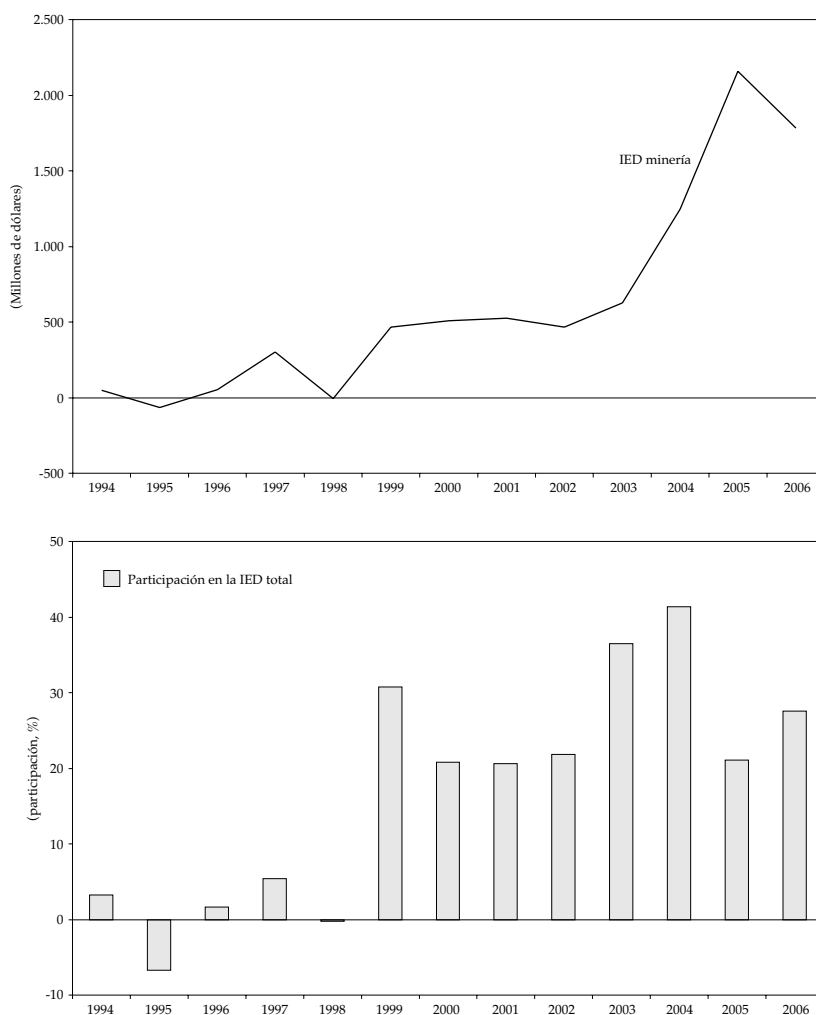 2.500
2.000
1.500
1.000
500
0
-500
(Millones de dólares)
IED minería
1994 1995 1996 1997 1998 1999 2000 2001 2002 2003 2004 2005 2006
50
40
30
20
10
0
-10
(participación, %)
Participación en la IED total
1994 1995 1996 1997 1998 1999 2000 2001 2002 2003 2004 2005 2006